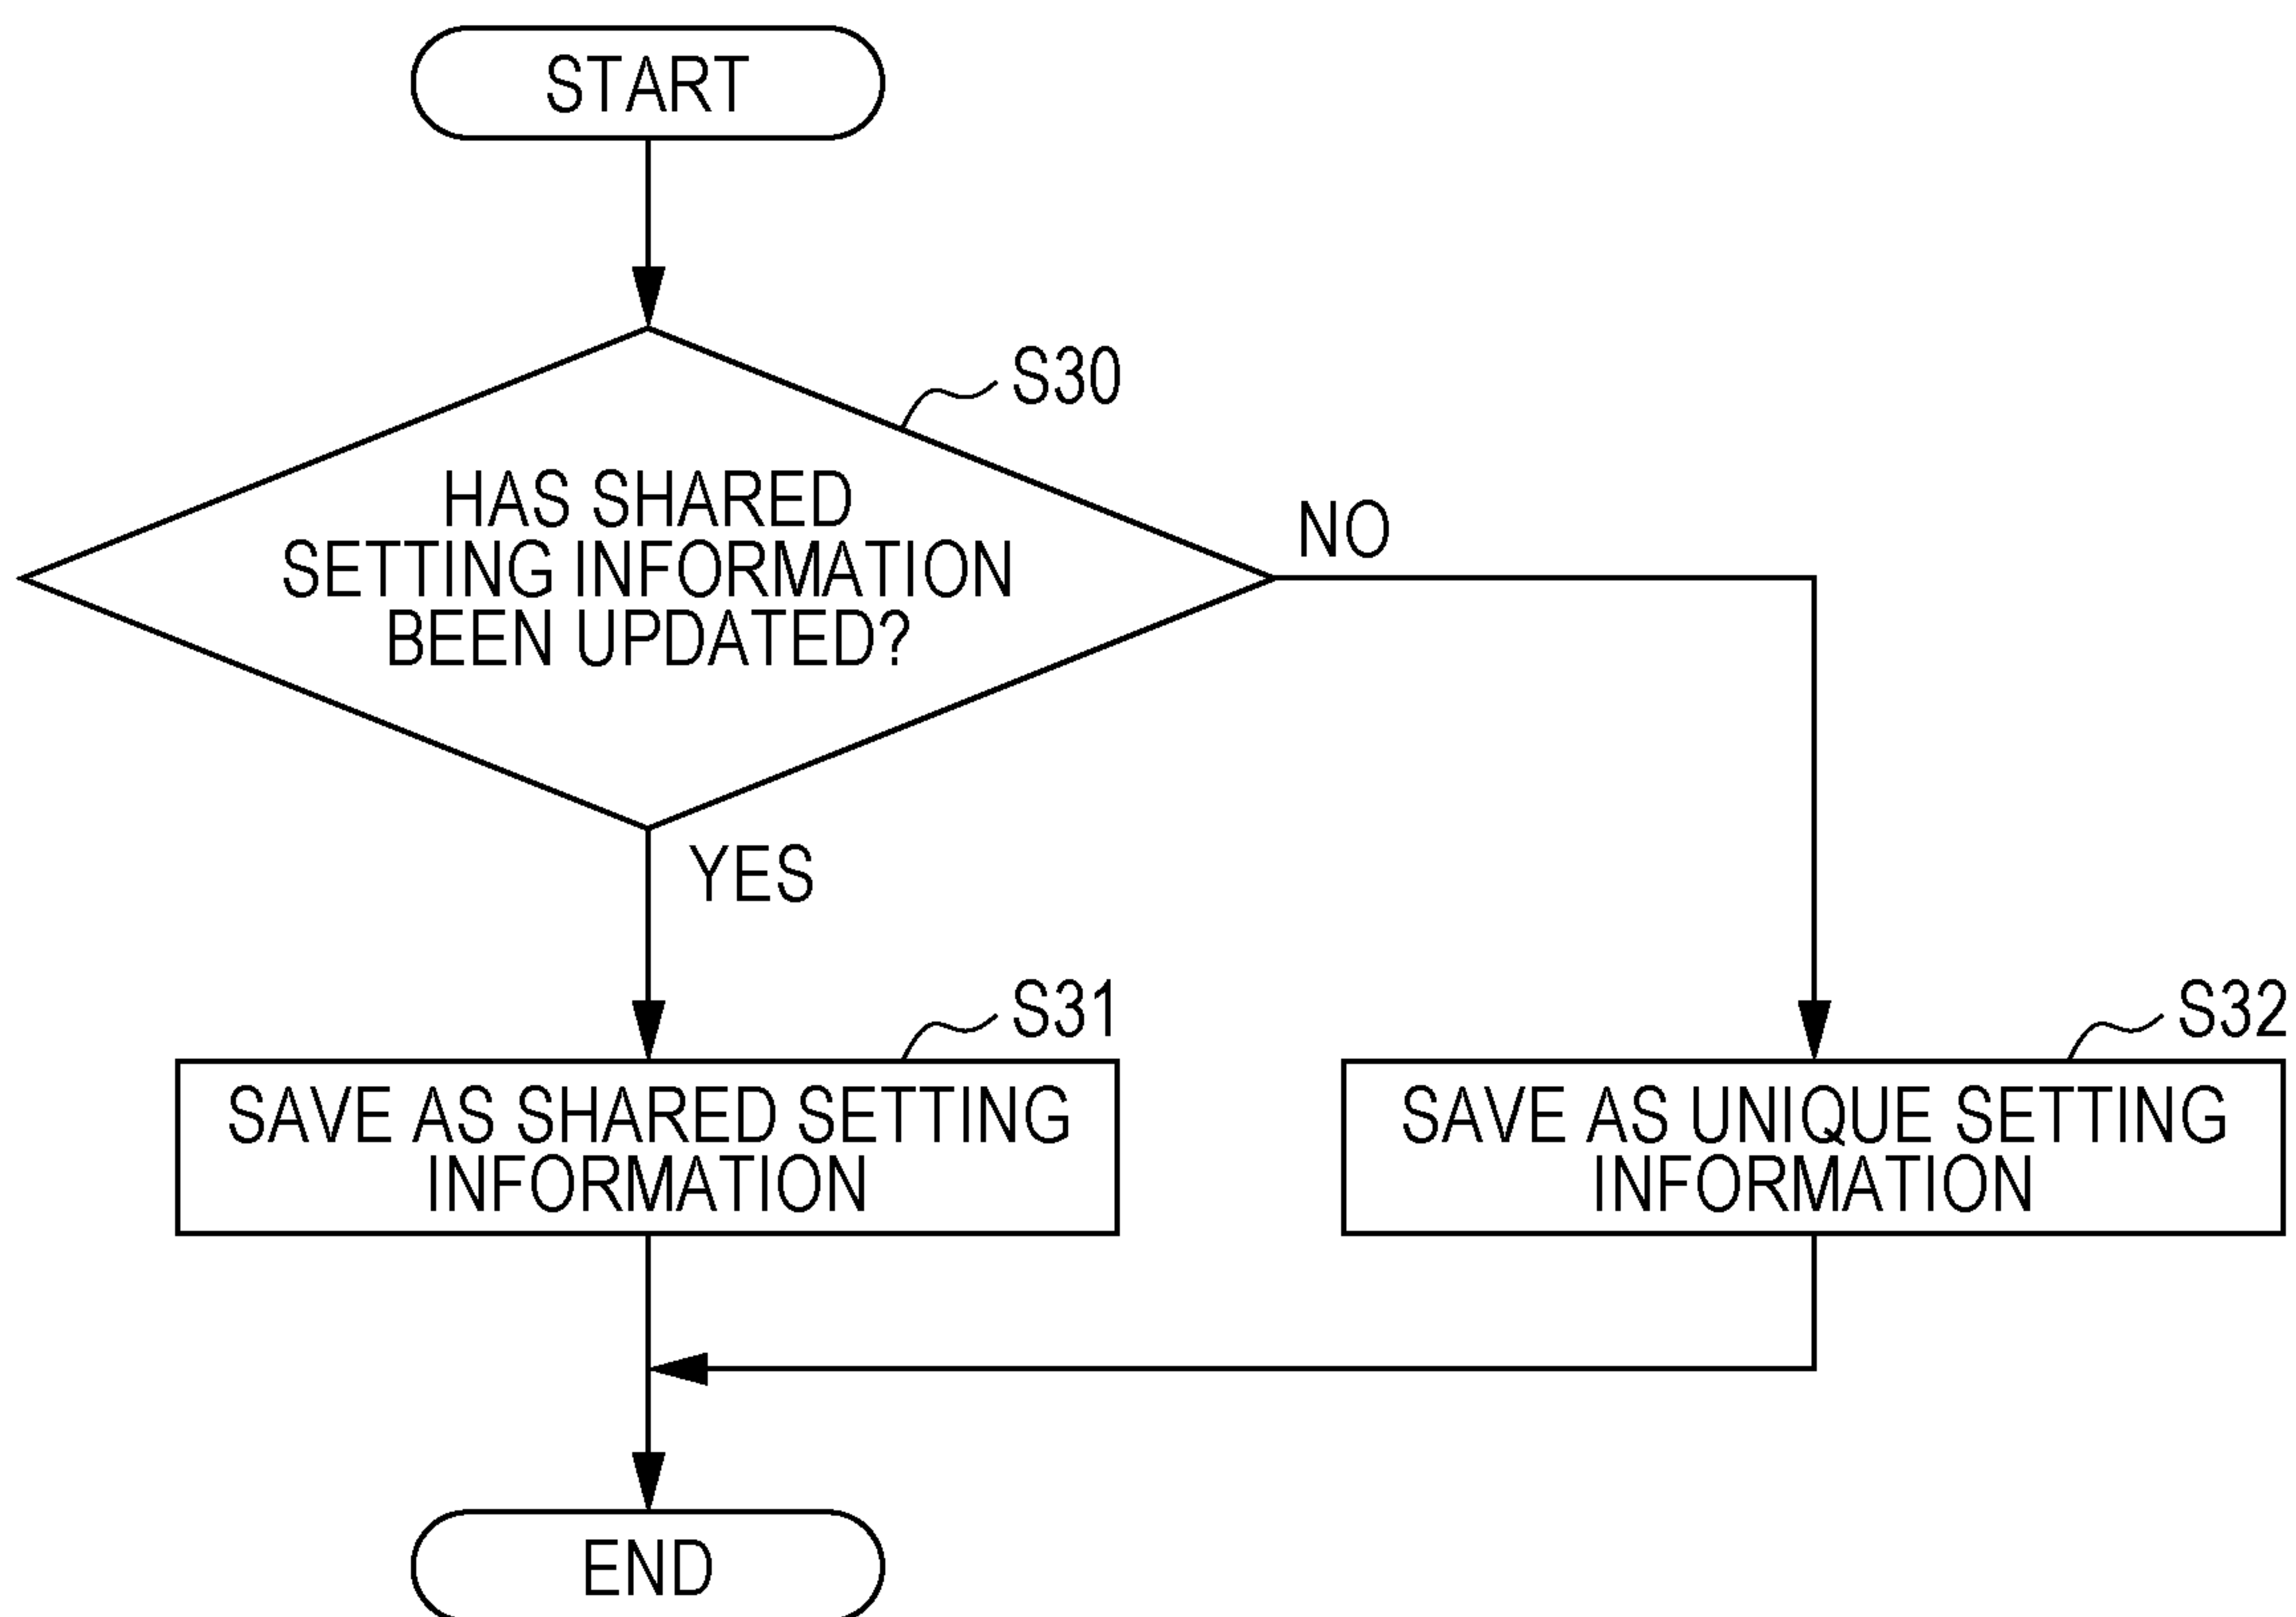 START
S30
HAS SHARED
SETTING INFORMATION
BEEN UPDATED?
NO
YES
S31
SAVE AS SHARED SETTING
INFORMATION
S32
SAVE AS UNIQUE SETTING
INFORMATION
END